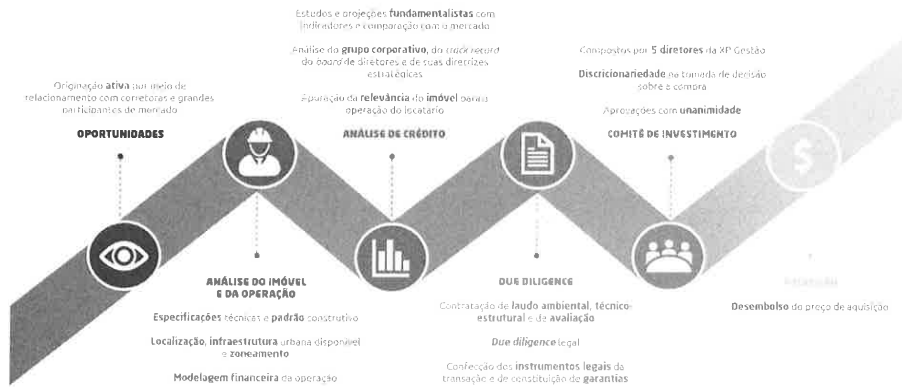 Estudos e projeções fundamentalistas com
indicadores e comparação com o mercado
Análise do grupo corporativo, do track record
do board de diretores e de suas diretrizes
estratégicas
Apuração da relevância do imóvel para a
operação do locatário
ANÁLISE DE CRÉDITO
Compostos por 5 diretores da XP Gestão
Discricionariedade na tomada de decisão
sobre a compra
Aprovações com unanimidade
COMITÊ DE INVESTIMENTO
Originação ativa por meio de
relacionamento com corretoras e grandes
participantes de mercado
OPORTUNIDADES
$
ANÁLISE DO IMÓVEL
E DA OPERAÇÃO
Especificações técnicas e padrão construtivo
Localização, infraestrutura urbana disponível
e zoneamento
Modelagem financeira da operação
DUE DILIGENCE
Contratação de laudo ambiental, técnico-
estrutural e de avaliação
Due diligence legal
Confecção dos instrumentos legais da
transação e de constituição de garantias
Desembolso do preço de aquisição